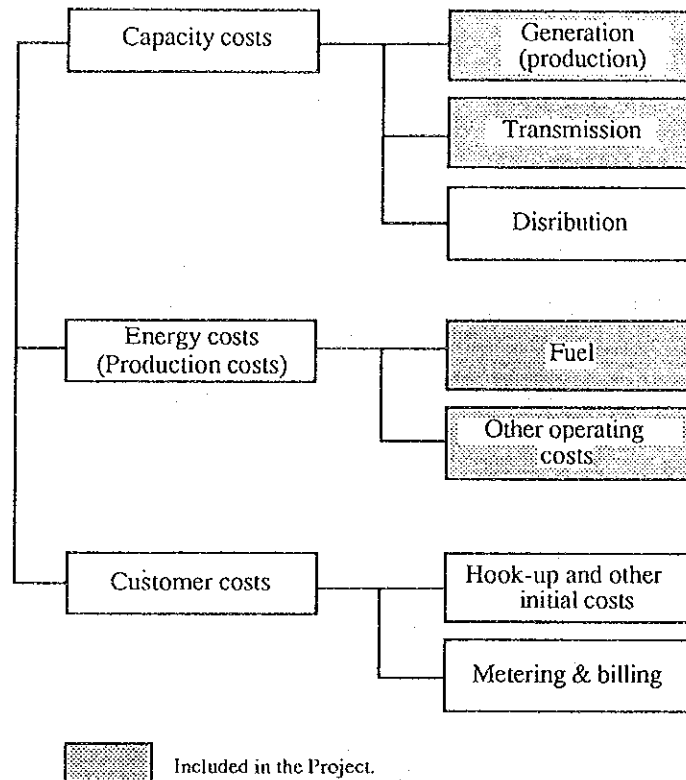 Capacity costs
Generation
(production)
Transmission
Disribution
Energy costs
(Production costs)
Fuel
Other operating
costs
Customer costs
Hook-up and other
initial costs
Metering & billing
Included in the Project.